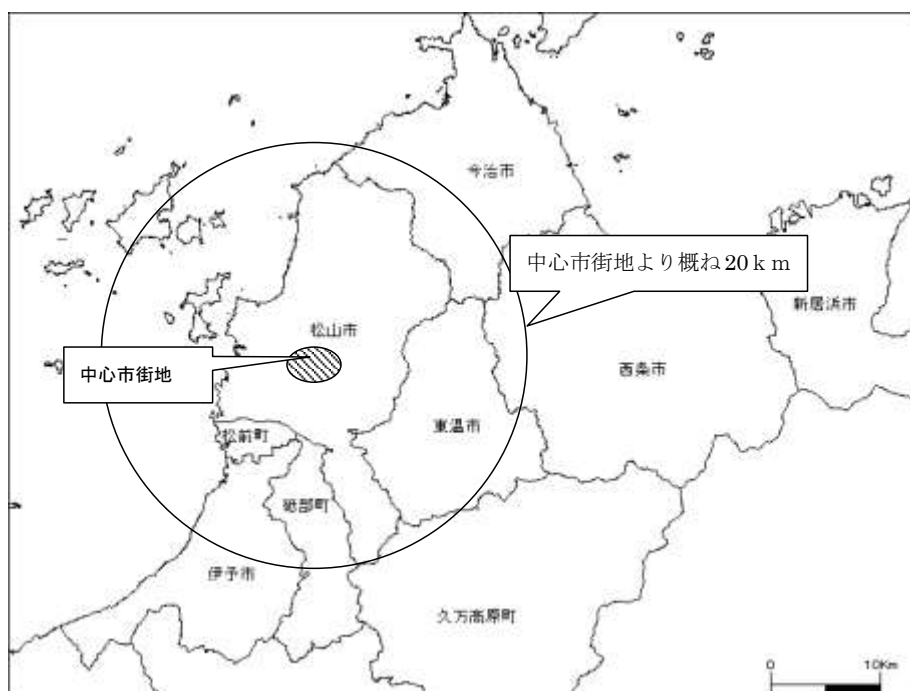 今治市
中心市街地より概ね20km
新居浜市
松山市
中心市街地
西条市
東温市
松前町
砥部町
伊予市
久万高原町
0 10Km